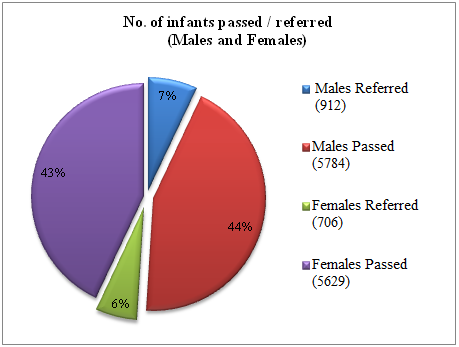 No. of infants passed / referred
(Males and Females)
7%
44%
6%
43%
Males Referred
(912)
Males Passed
(5784)
Females Referred
(706)
Females Passed
(5629)